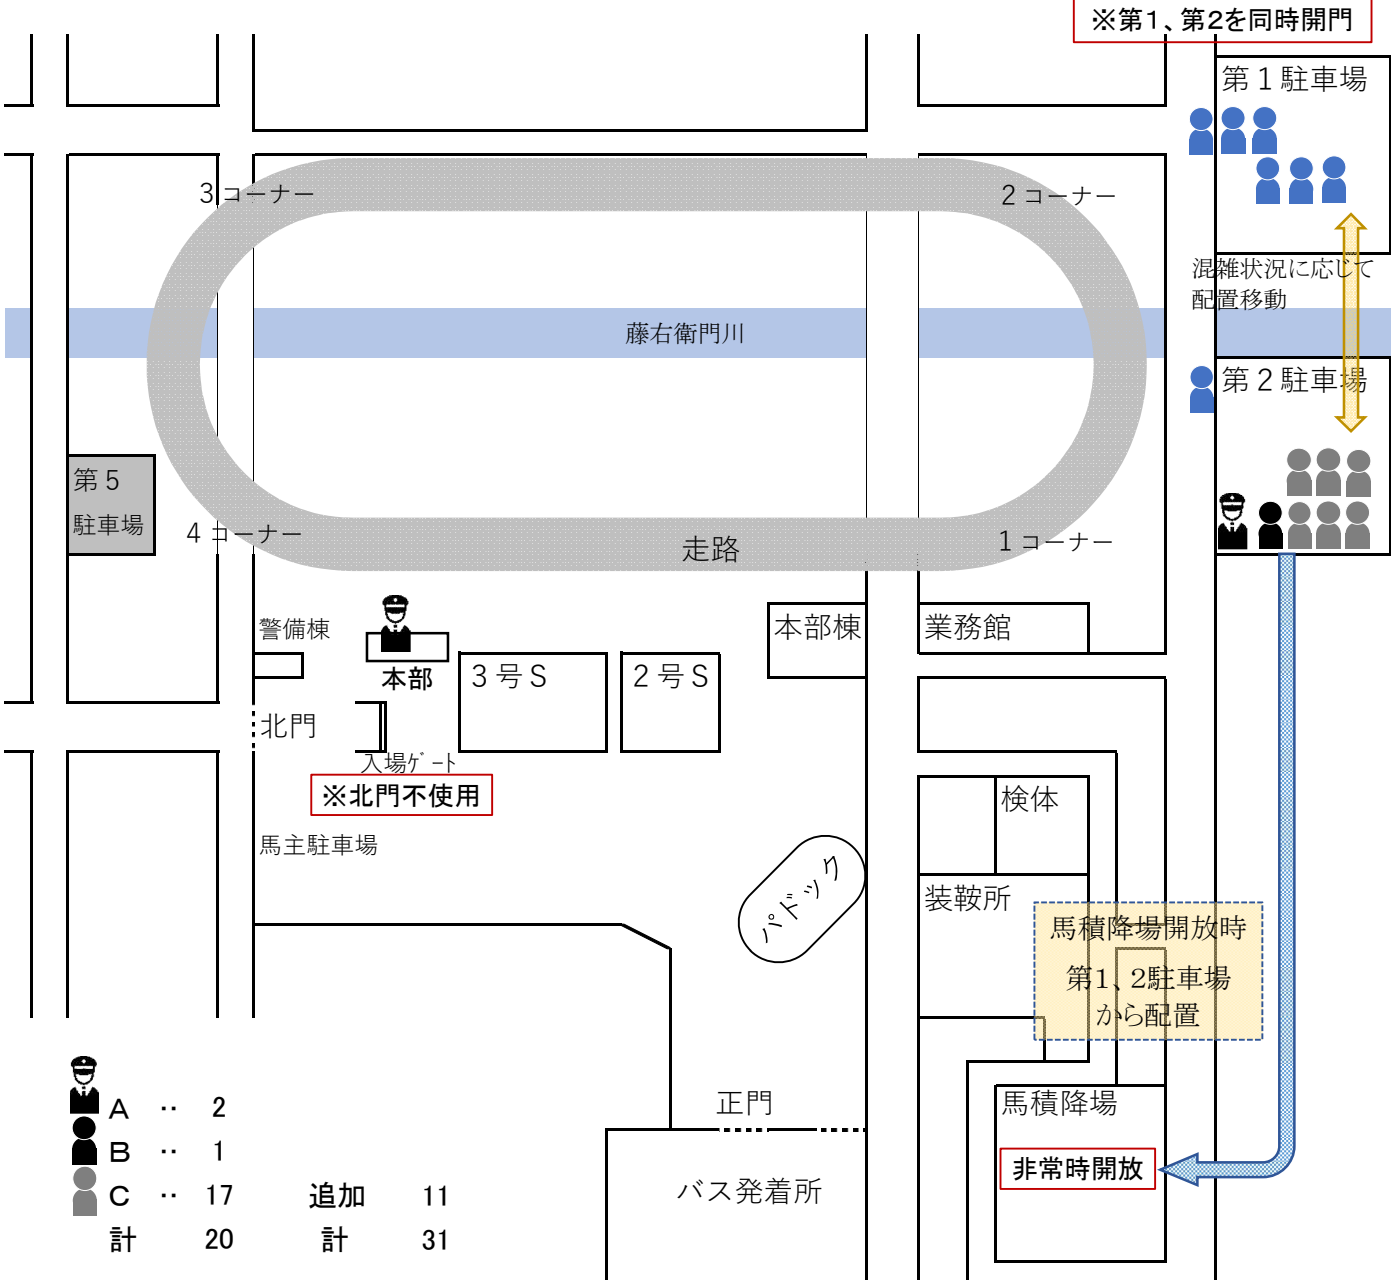 ※第1、第2を同時開門
第1駐車場
3コーナー
2コーナー
混雑状況に応じて
配置移動
藤右衛門川
第2駐車場
第5
駐車場
4コーナー
走路
1コーナー
警備棟
本部
3号S
2号S
本部棟
業務館
北門
入場ゲート
※北門不使用
馬主駐車場
パドック
検体
装鞍所
馬積降場開放時
第1、2駐車場
から配置
A ‥ 2
B ‥ 1
C ‥ 17 追加 11
計 20 計 31
正門
バス発着所
馬積降場
非常時開放